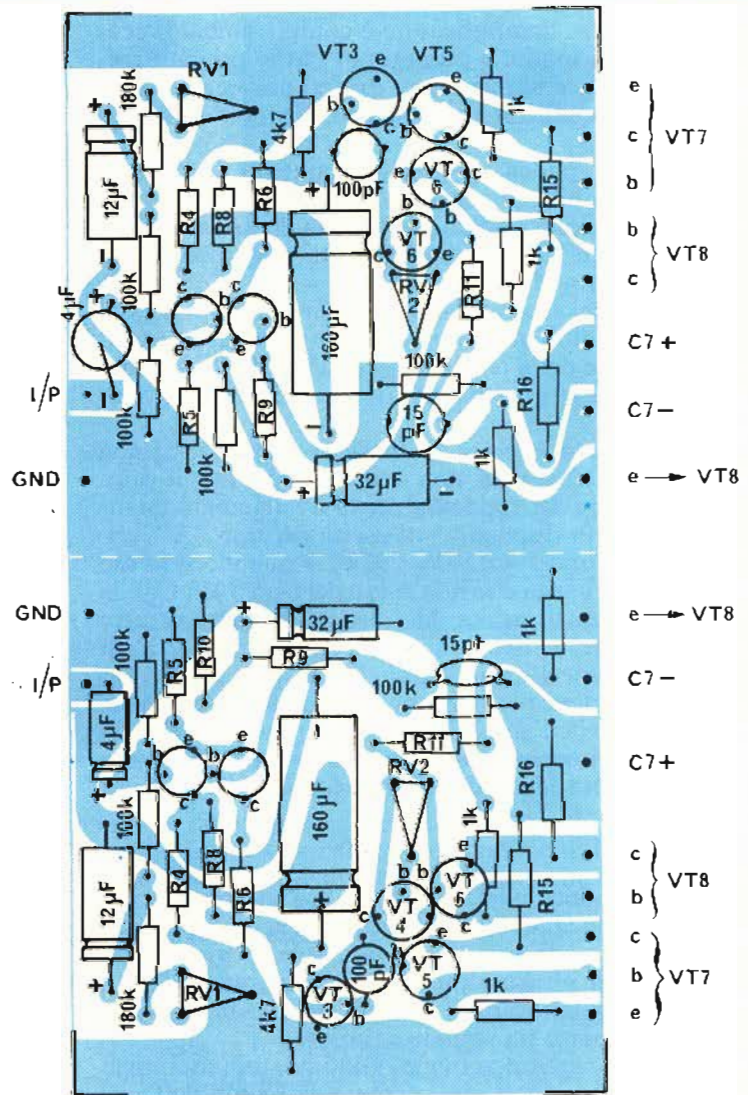 VT3 VT5
RV1
180k
e
e
1k
e
b
4k7
c
b
c
VT7
+
12µF
c
100pF
e
VT
6
c
b
R15
b
R4
R8
R6
+
b
VT
6
c
e
b
VT8
c
-
100k
R11
1k
RV
2
4µF
+
c
b
c
b
160µF
C7+
e
e
100k
R16
I/P
-
100k
R5
100k
R9
-
15
pF
C7-
1k
GND
+
32µF
-
e → VT8
GND
+
32µF
e → VT8
100k
R5
R10
1k
15pF
I/P
R9
C7-
100k
4µF
+
e
b
b
e
c
c
R11
RV2
C7+
R16
160µF
100k
R4
R8
R6
1k
12µF
+
b
b
e
VT
6
c
R15
c
VT8
b
c
VT
4
+
e
c
b
VT7
e
180k
RV1
4k7
c
VT
3
b
e
100
pF
b
VT
5
c
1k